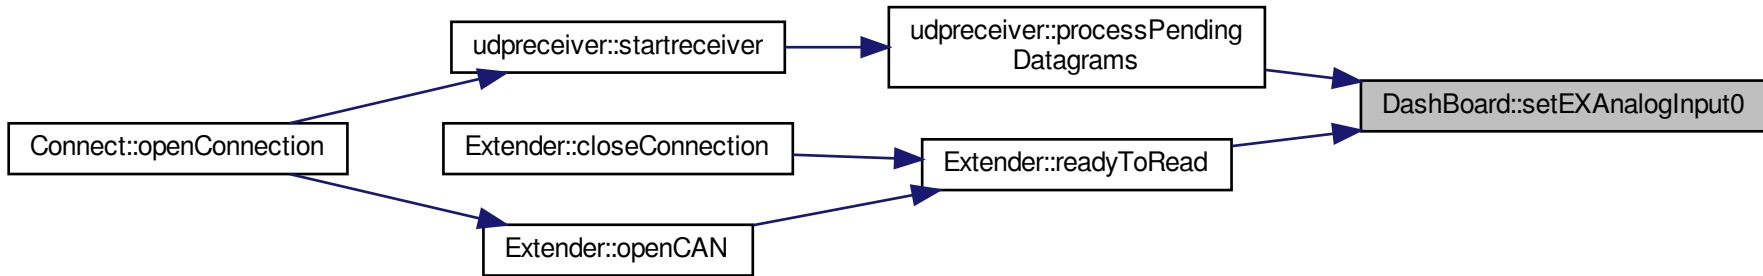 udpreceiver::startreceiver
udpreceiver::processPending
Datagrams
DashBoard::setEXAnalogInput0
Connect::openConnection
Extender::closeConnection
Extender::readyToRead
Extender::openCAN